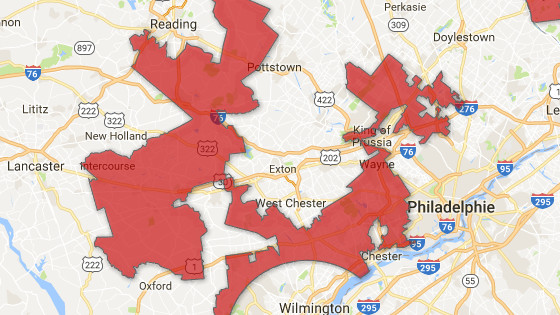 Perkasie
Reading
309
Doylestown
897
76
Pottstown
422
222
Lititz
322
276
New Holland
76
King of
Prussia
322
202
76
Lancaster
Intercourse
Exton
Wayne
95
30
West Chester
Philadelphie
295
76
95
222
1
Chester
295
55
Oxford
Wilmington
295